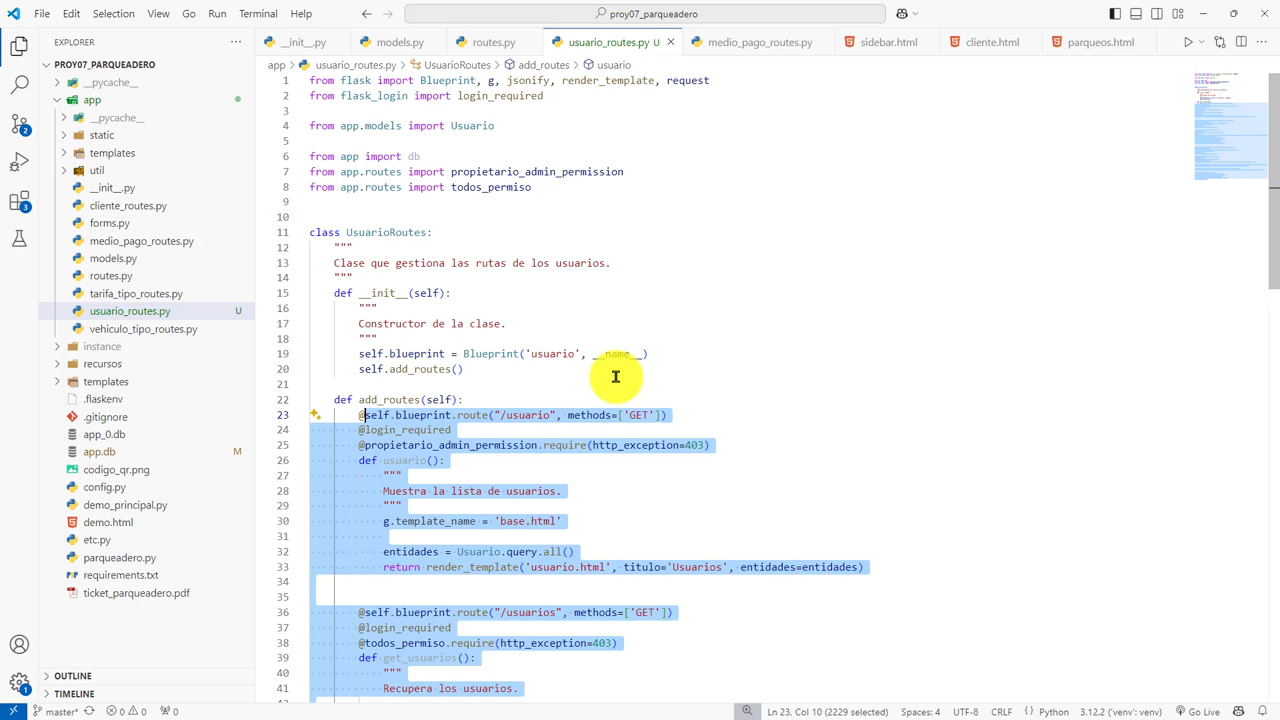 File Edit Selection View Go Run Terminal Help
proy07_parqueadero
EXPLORER
PROY07_PARQUEADERO
__pycache__
app
__pycache__
static
templates
util
__init__.py
cliente_routes.py
forms.py
medio_pago_routes.py
models.py
routes.py
tarifa_tipo_routes.py
usuario_routes.py U
vehiculo_tipo_routes.py
instance
recursos
templates
.flaskenv
.gitignore
app_0.db
app.db M
codigo_qr.png
config.py
demo_principal.py
demo.html
etc.py
parqueadero.py
requirements.txt
ticket_parqueadero.pdf
OUTLINE
TIMELINE
2
3
1
__init__.py models.py routes.py usuario_routes.py U medio_pago_routes.py sidebar.html cliente.html parqueos.html
app > usuario_routes.py > UsuarioRoutes > add_routes > usuario
1 from flask import Blueprint, g, jsonify, render_template, request
2 from flask_login import login_required
3
4 from app.models import Usuario
5
6 from app import db
7 from app.routes import propietario_admin_permission
8 from app.routes import todos_permiso
9
10
11 class UsuarioRoutes:
12 """
13 Clase que gestiona las rutas de los usuarios.
14 """
15 def __init__(self):
16 """
17 Constructor de la clase.
18 """
19 self.blueprint = Blueprint('usuario', __name__)
20 self.add_routes()
21
22 def add_routes(self):
23 @self.blueprint.route("/usuario", methods=['GET'])
24 @login_required
25 @propietario_admin_permission.require(http_exception=403)
26 def usuario():
27 """
28 Muestra la lista de usuarios.
29 """
30 g.template_name = 'base.html'
31
32 entidades = Usuario.query.all()
33 return render_template('usuario.html', titulo='Usuarios', entidades=entidades)
34
35
36 @self.blueprint.route("/usuarios", methods=['GET'])
37 @login_required
38 @todos_permiso.require(http_exception=403)
39 def get_usuarios():
40 """
41 Recupera los usuarios.
master* 0 0 0 Ln 23, Col 10 (2229 selected) Spaces: 4 UTF-8 CRLF Python 3.12.2 ('venv': venv) Go Live